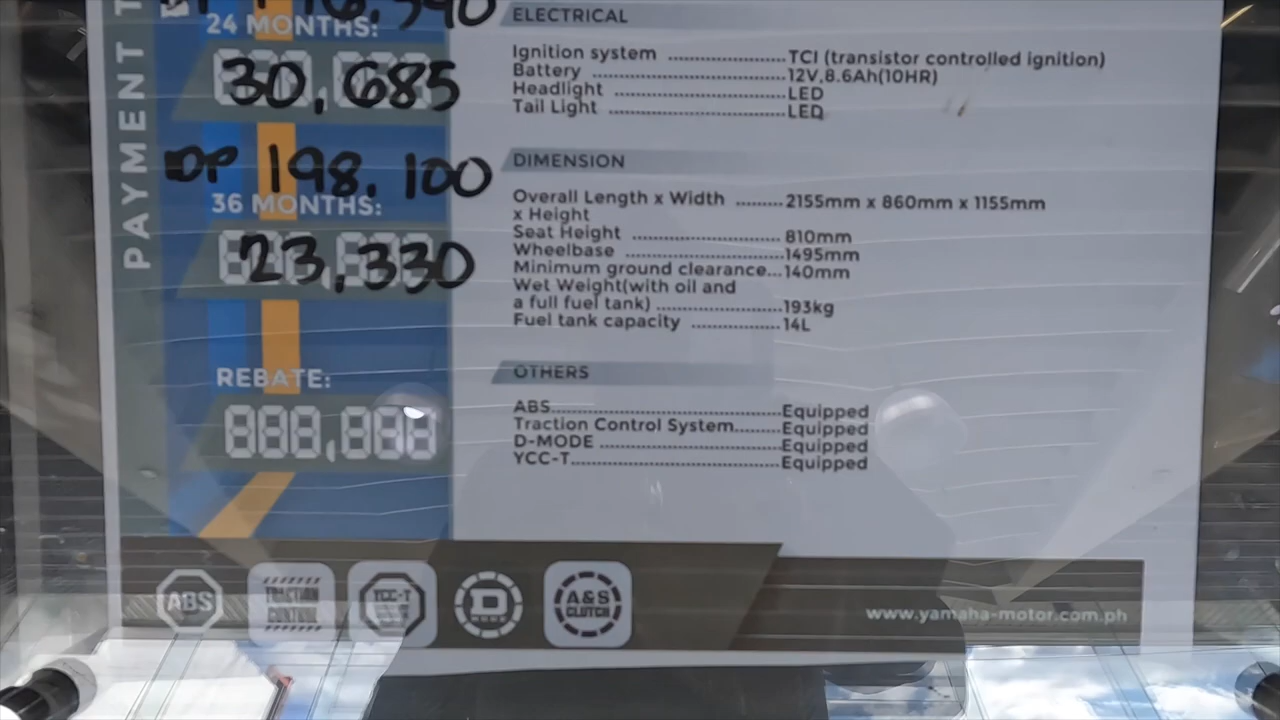 PAYMENT
24 MONTHS:
30,685
DP 198,100
36 MONTHS:
23,330
REBATE:
ELECTRICAL
Ignition system ........ TCI (transistor controlled ignition)
Battery ........ 12V,8.6Ah(10HR)
Headlight ........ LED
Tail Light ........ LED
DIMENSION
Overall Length x Width ........ 2155mm x 860mm x 1155mm
x Height
Seat Height ........ 810mm
Wheelbase ........ 1495mm
Minimum ground clearance... 140mm
Wet Weight(with oil and
a full fuel tank) ........ 193kg
Fuel tank capacity ........ 14L
OTHERS
ABS ........ Equipped
Traction Control System ........ Equipped
D-MODE ........ Equipped
YCC-T ........ Equipped
ABS
TRACTION
CONTROL
YCC-T
D
MODE
A&S
CLUTCH
www.yamaha-motor.com.ph